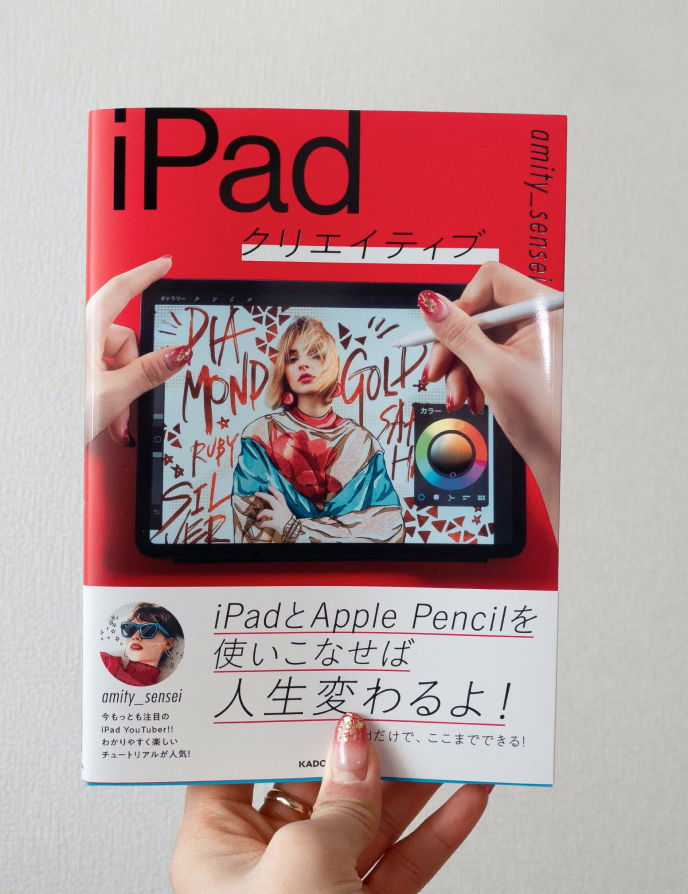 iPad
クリエイティブ
amity_sensei
ギャラリー
DIA
MOND
GOLD
RUBY
SIL
VER
カラー
iPadとApple Pencilを
使いこなせば
人生変わるよ!
だけで、ここまでできる!
amity_sensei
今もっとも注目の
iPad YouTuber!!
わかりやすく楽しい
チュートリアルが人気!